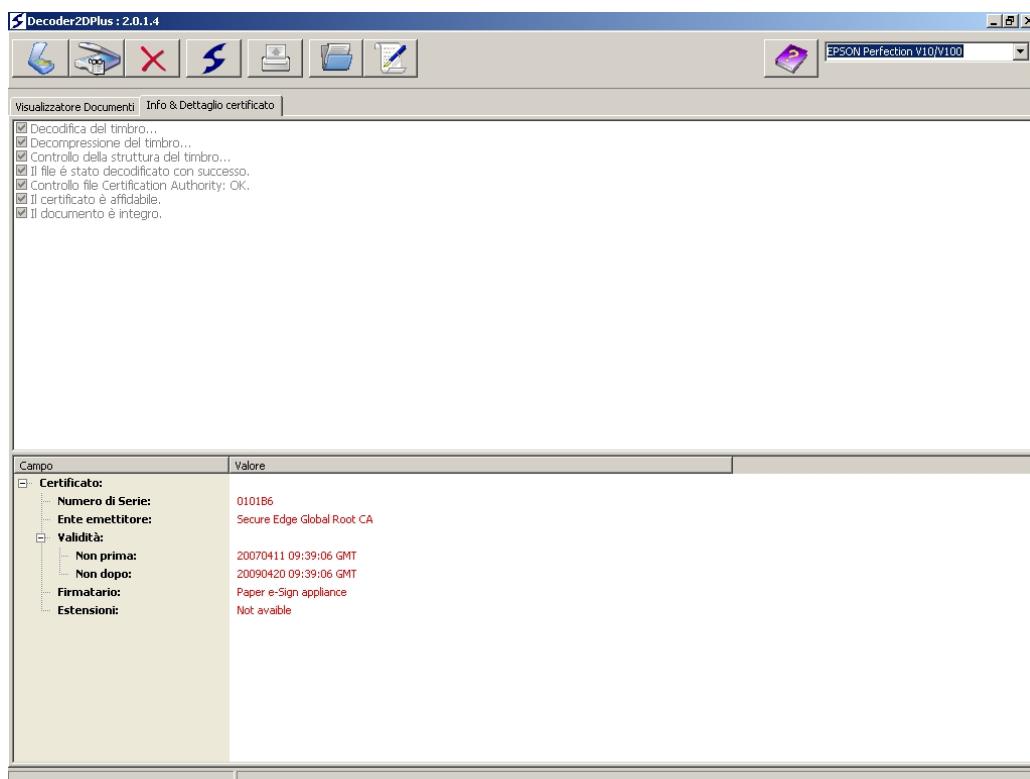 Decoder2DPlus : 2.0.1.4
EPSON Perfection V10/V100
Visualizzatore Documenti Info & Dettaglio certificato
Decodifica del timbro...
Decompressione del timbro...
Controllo della struttura del timbro...
Il file é stato decodificato con successo.
Controllo file Certification Authority: OK.
Il certificato è affidabile.
Il documento è integro.
Campo Valore
Certificato:
Numero di Serie: 0101B6
Ente emettitore: Secure Edge Global Root CA
Validità:
Non prima: 20070411 09:39:06 GMT
Non dopo: 20090420 09:39:06 GMT
Firmatario: Paper e-Sign appliance
Estensioni: Not avaible